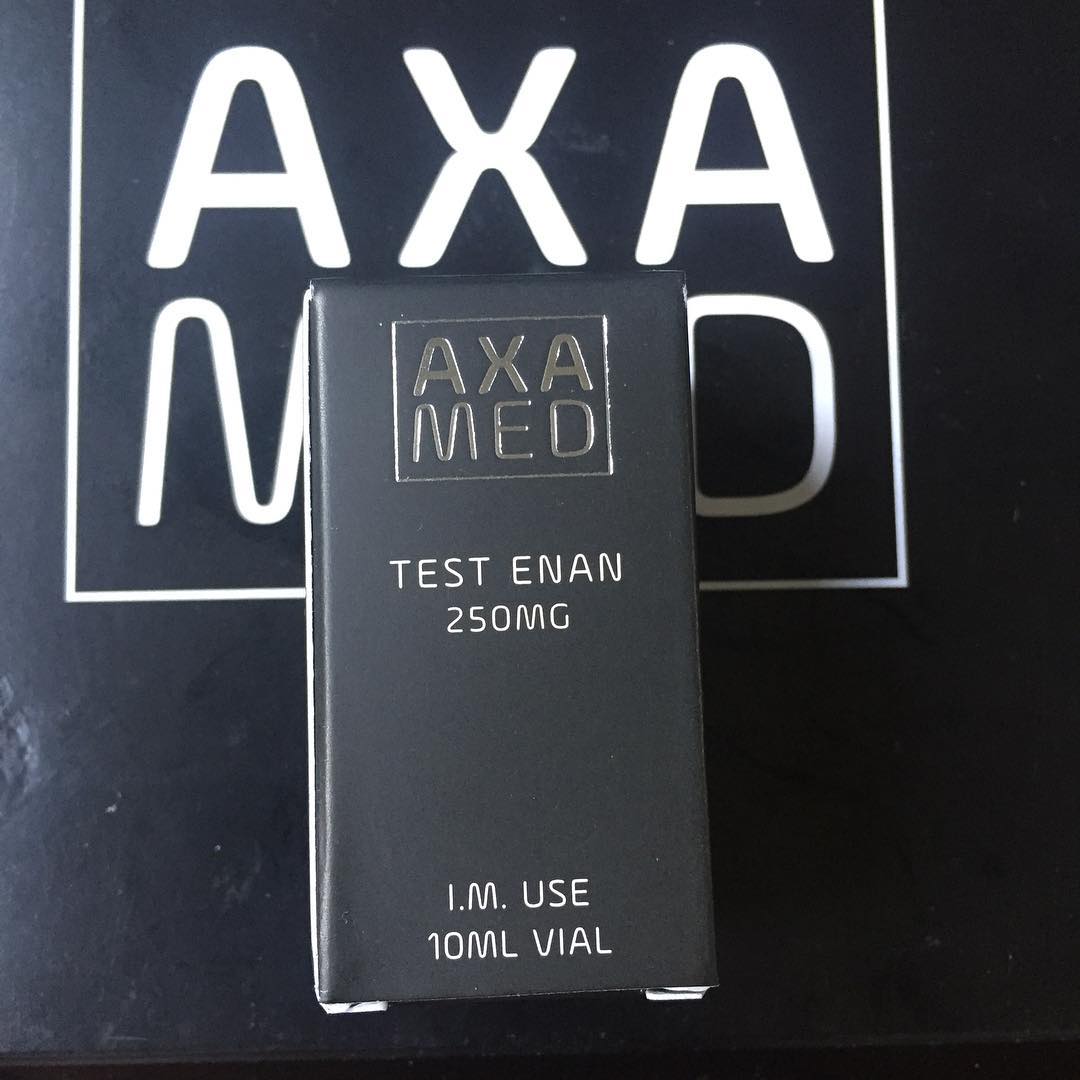 AXA
M D
AXA
MED
TEST ENAN
250MG
I.M. USE
10ML VIAL